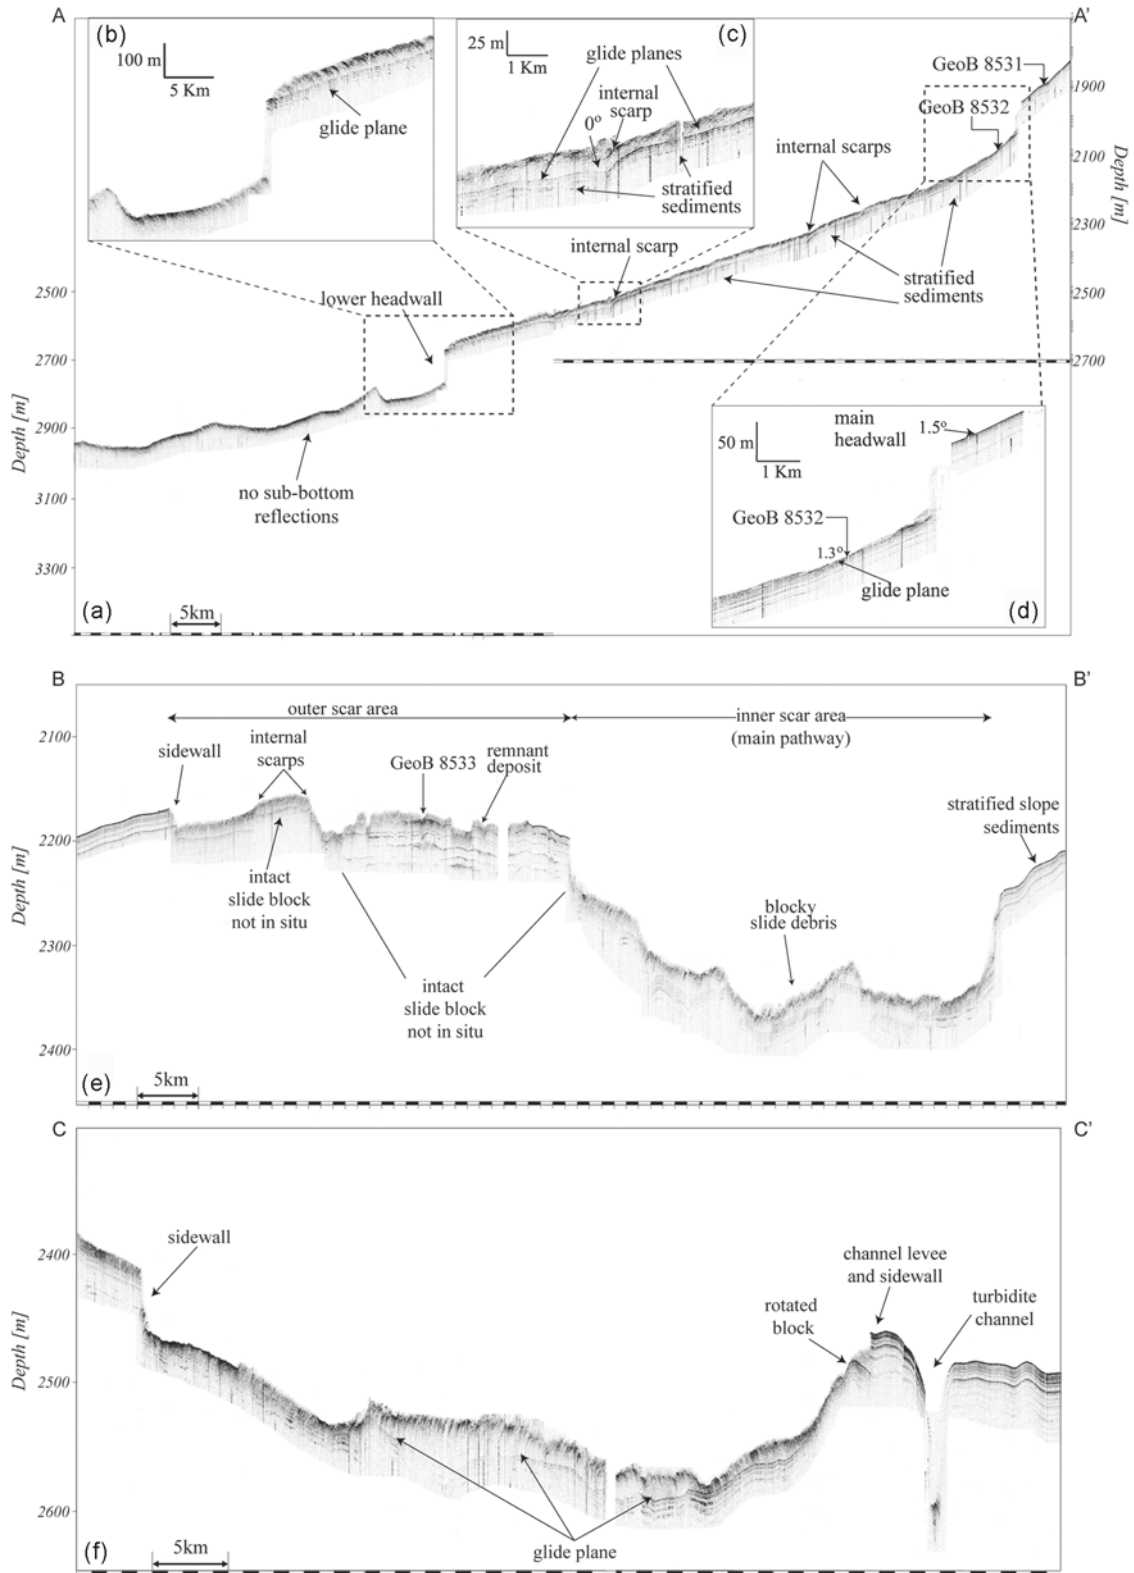 A
A'
(b)
100 m
5 Km
glide plane
25 m
1 Km
(c)
glide planes
internal
scarp
0°
stratified
sediments
GeoB 8531
1900
GeoB 8532
2100
Depth [m]
internal scarps
2300
stratified
sediments
internal scarp
2500
2500
lower headwall
2700
2700
Depth [m]
2900
no sub-bottom
reflections
3100
3300
main
headwall
1.5°
50 m
1 Km
GeoB 8532
1.3°
glide plane
(d)
(a)
5km
B
B'
outer scar area
inner scar area
(main pathway)
2100
sidewall
internal
scarps
GeoB 8533
remnant
deposit
stratified slope
sediments
2200
Depth [m]
intact
slide block
not in situ
blocky
slide debris
2300
intact
slide block
not in situ
2400
(e)
5km
C
C'
sidewall
2400
channel levee
and sidewall
turbidite
channel
rotated
block
Depth [m]
2500
2600
glide plane
(f)
5km